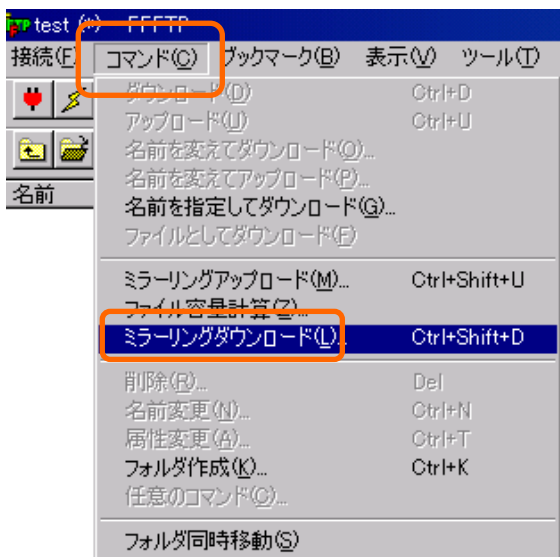 test (*) - FFFTP
接続(F) コマンド(C) ブックマーク(B) 表示(V) ツール(T)
ダウンロード(D) Ctrl+D
アップロード(U) Ctrl+U
名前を変えてダウンロード(O)...
名前を変えてアップロード(P)...
名前
名前を指定してダウンロード(G)...
ファイルとしてダウンロード(F)
ミラーリングアップロード(M)... Ctrl+Shift+U
ファイル容量計算(Z)...
ミラーリングダウンロード(L)... Ctrl+Shift+D
削除(R)... Del
名前変更(N)... Ctrl+N
属性変更(A)... Ctrl+T
フォルダ作成(K)... Ctrl+K
任意のコマンド(C)...
フォルダ同時移動(S)